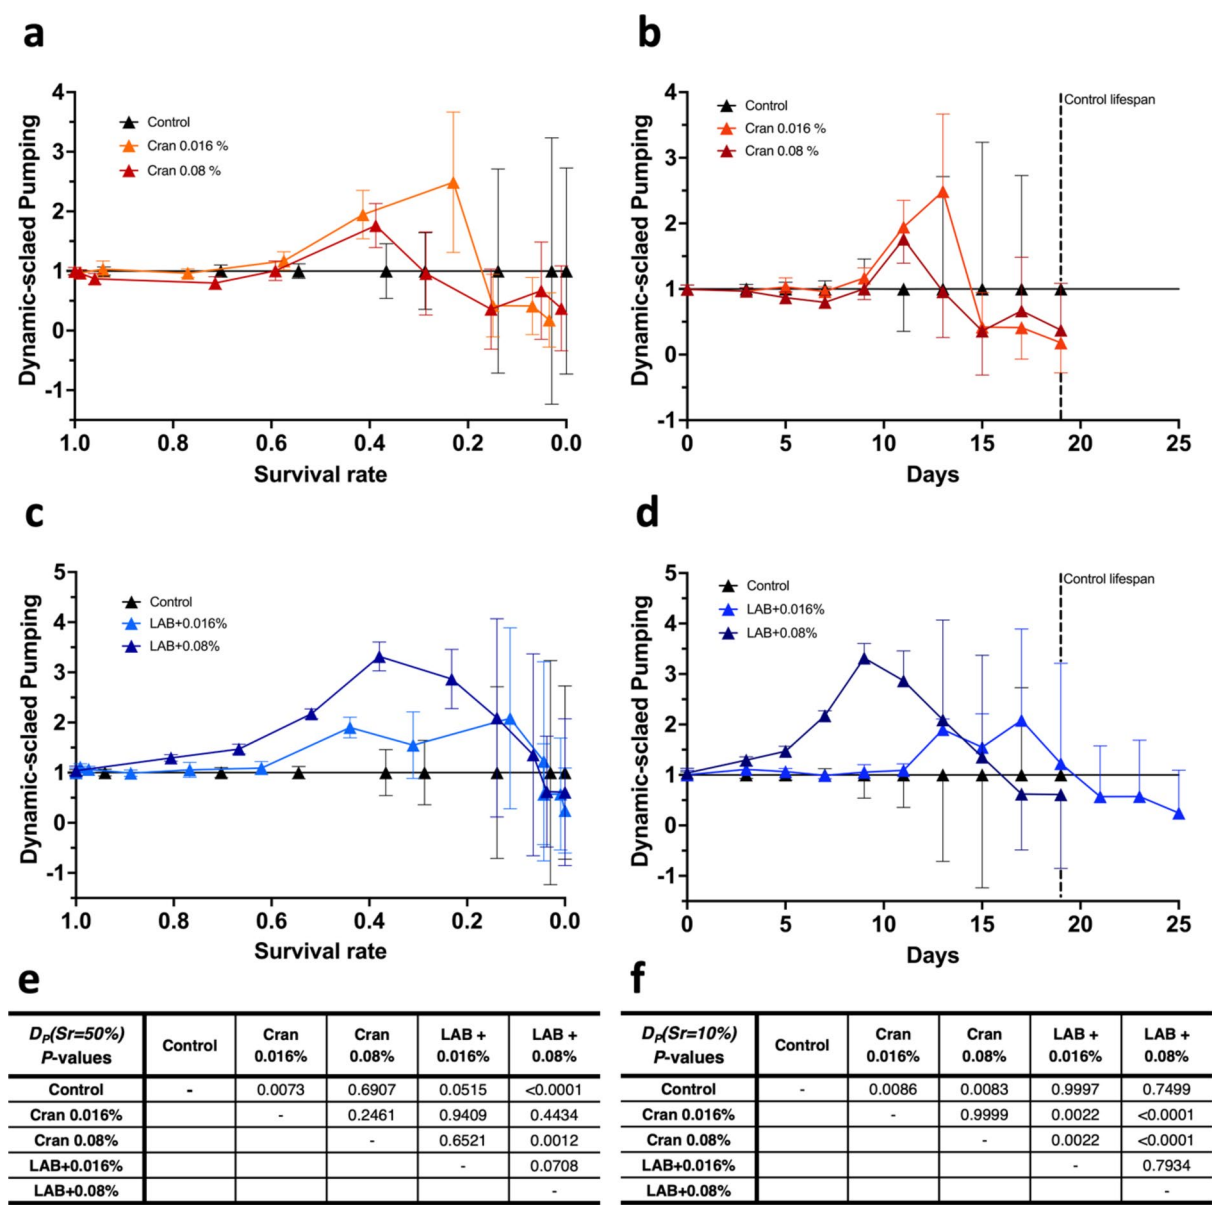 a
4
3
2
1
0
-1
Dynamic-sclaed Pumping
Control
Cran 0.016 %
Cran 0.08 %
1.0 0.8 0.6 0.4 0.2 0.0
Survival rate
b
4
3
2
1
0
-1
Dynamic-sclaed Pumping
Control
Cran 0.016 %
Cran 0.08 %
Control lifespan
0 5 10 15 20 25
Days
c
5
4
3
2
1
0
-1
Dynamic-sclaed Pumping
Control
LAB+0.016%
LAB+0.08%
1.0 0.8 0.6 0.4 0.2 0.0
Survival rate
d
5
4
3
2
1
0
-1
Dynamic-sclaed Pumping
Control
LAB+0.016%
LAB+0.08%
Control lifespan
0 5 10 15 20 25
Days
e
DP(Sr=50%) P-values Control Cran 0.016% Cran 0.08% LAB + 0.016% LAB + 0.08%
Control - 0.0073 0.6907 0.0515 <0.0001
Cran 0.016% - 0.2461 0.9409 0.4434
Cran 0.08% - 0.6521 0.0012
LAB+0.016% - 0.0708
LAB+0.08% -
f
DP(Sr=10%) P-values Control Cran 0.016% Cran 0.08% LAB + 0.016% LAB + 0.08%
Control - 0.0086 0.0083 0.9997 0.7499
Cran 0.016% - 0.9999 0.0022 <0.0001
Cran 0.08% - 0.0022 <0.0001
LAB+0.016% - 0.7934
LAB+0.08% -